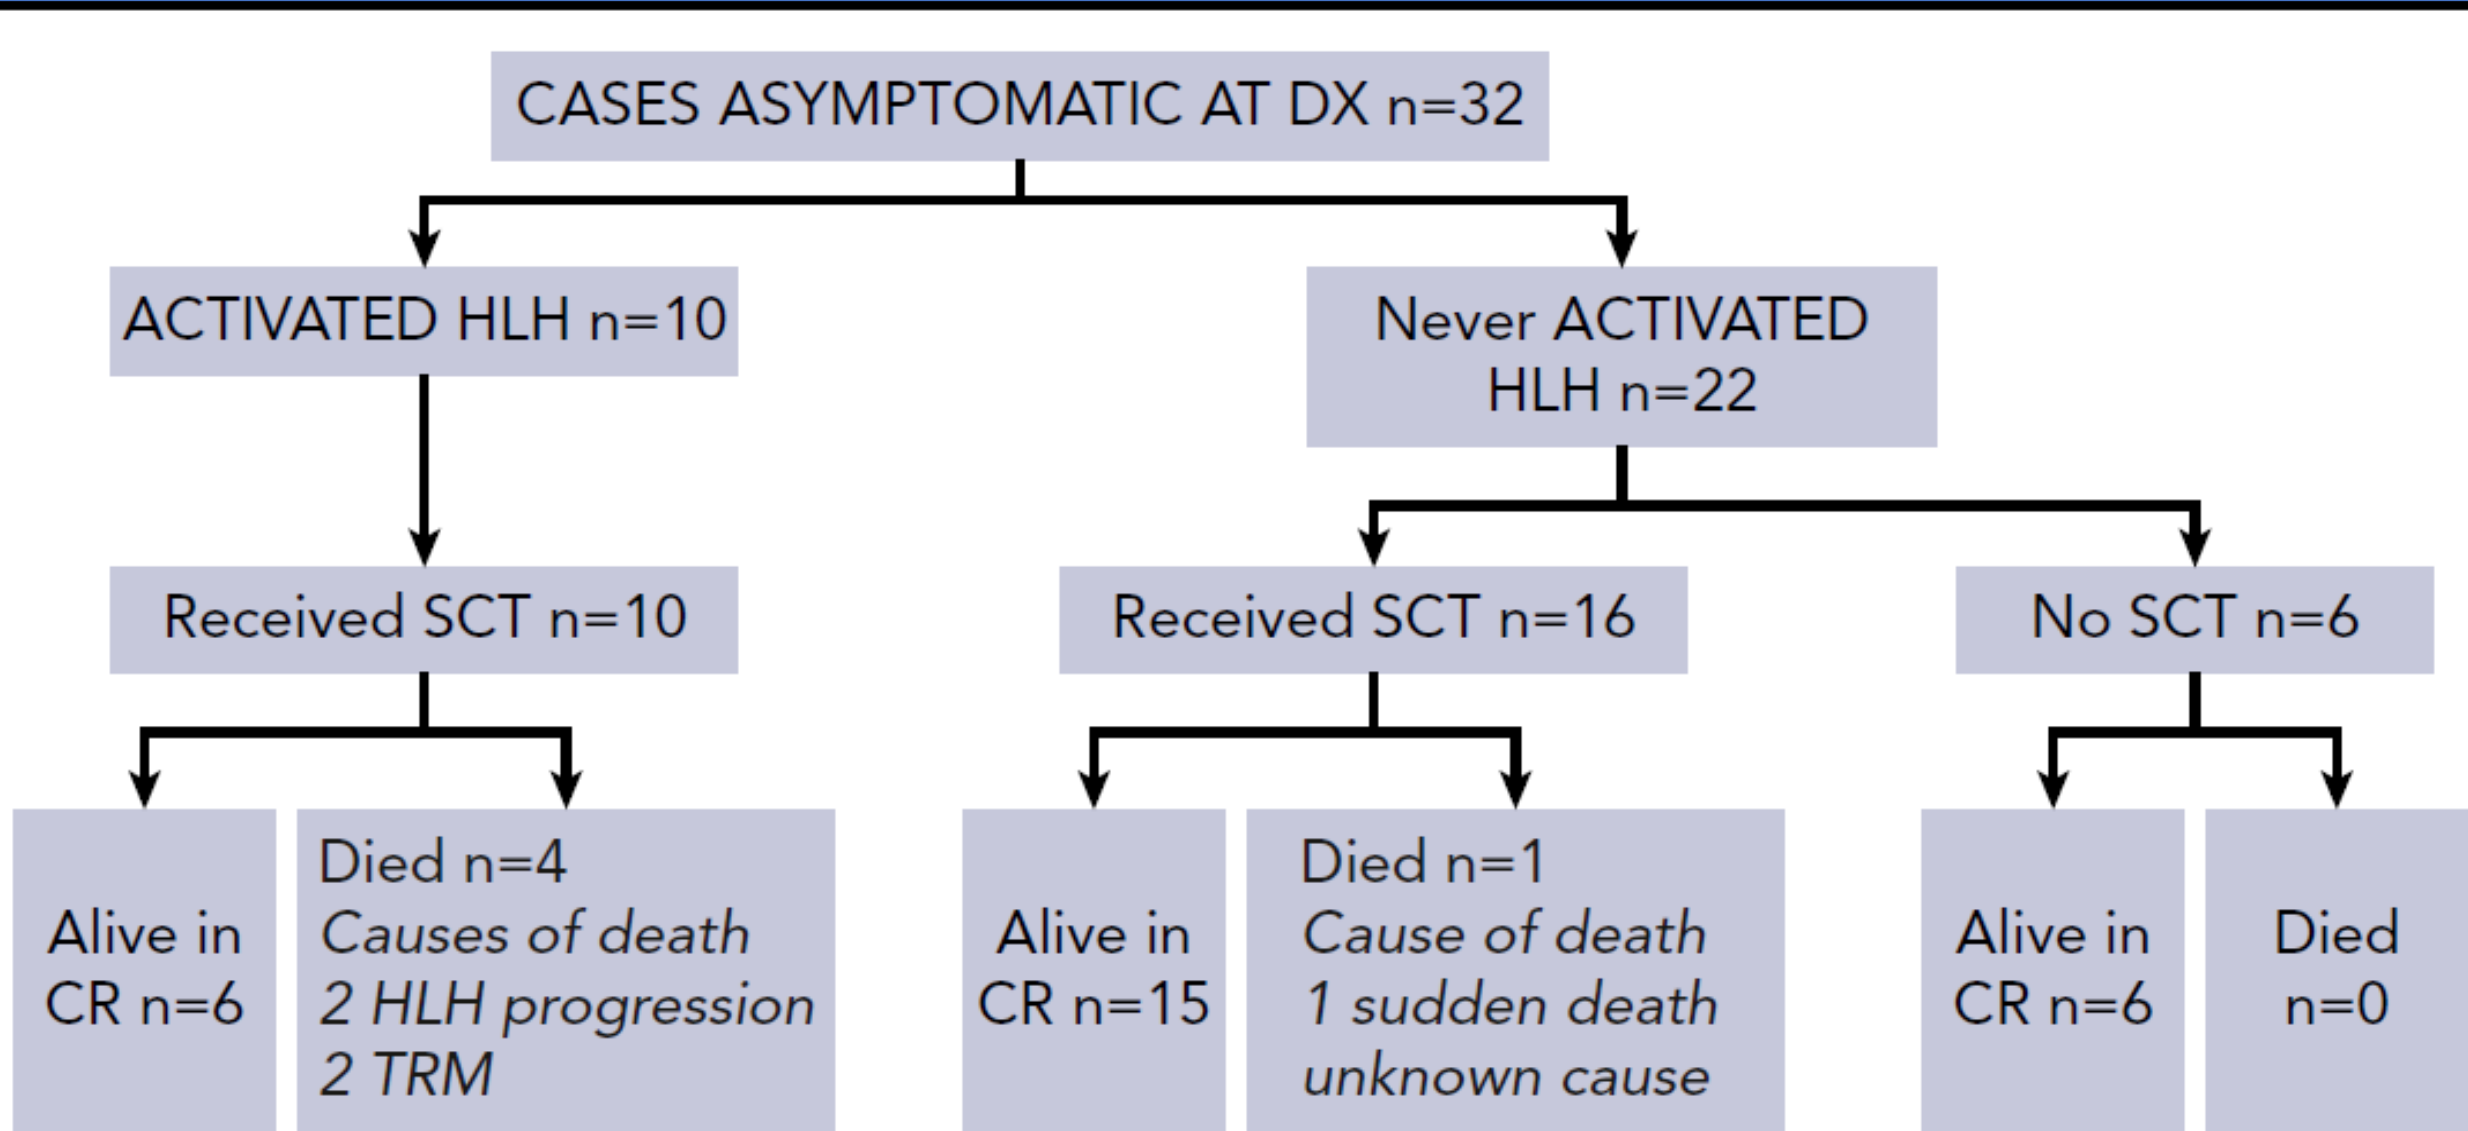 CASES ASYMPTOMATIC AT DX n=32
ACTIVATED HLH n=10
Never ACTIVATED
HLH n=22
Received SCT n=10
Received SCT n=16
No SCT n=6
Alive in
CR n=6
Died n=4
Causes of death
2 HLH progression
2 TRM
Alive in
CR n=15
Died n=1
Cause of death
1 sudden death
unknown cause
Alive in
CR n=6
Died
n=0